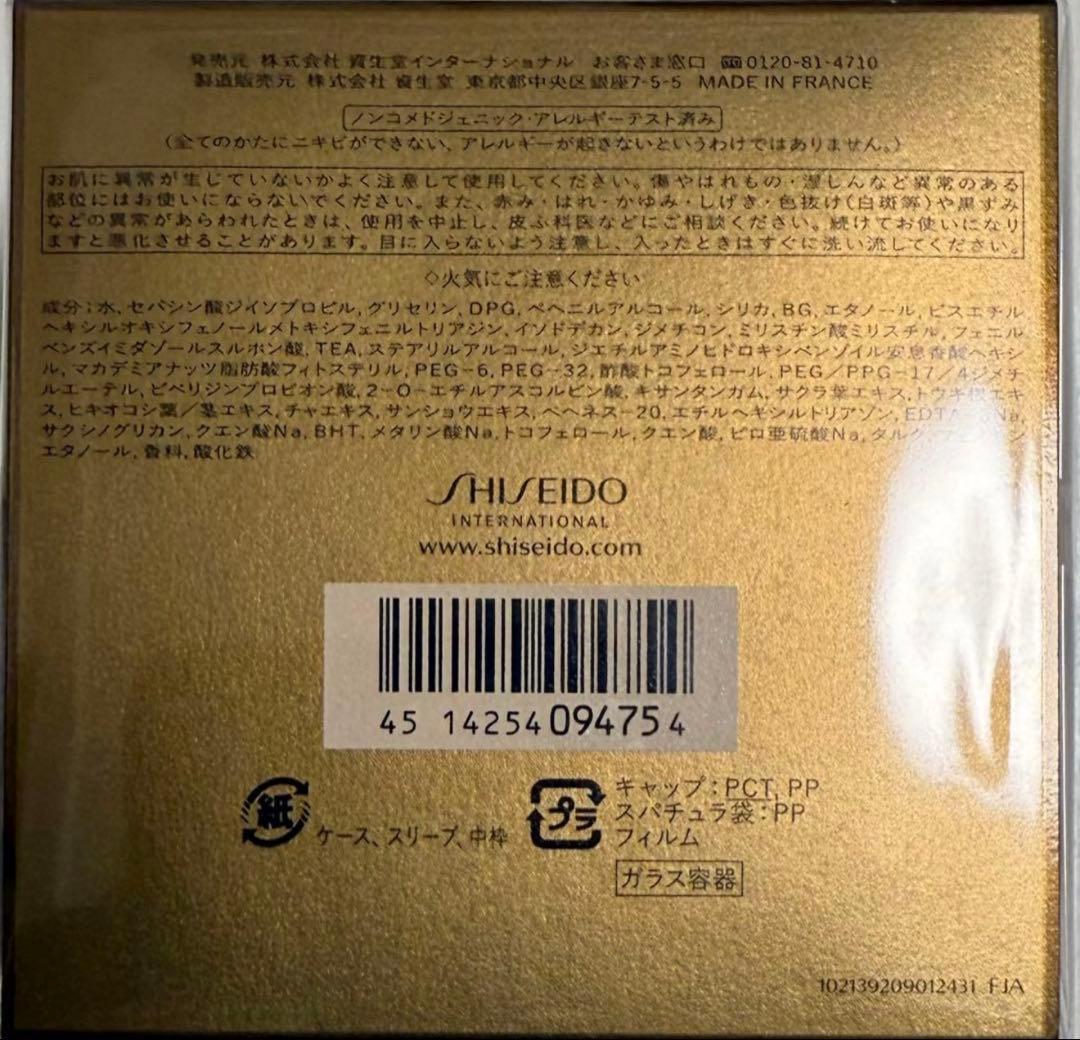 発売元 株式会社 資生堂インターナショナル お客さま窓口 0120-81-4710
製造販売元 株式会社 資生堂 東京都中央区銀座7-5-5 MADE IN FRANCE
ノンコメドジェニック・アレルギーテスト済み
（全てのかたにニキビができない、アレルギーが起きないというわけではありません。）
お肌に異常が生じていないかよく注意して使用してください。傷やはれもの・湿しんなど異常のある
部位にはお使いにならないでください。また、赤み・はれ・かゆみ・しげき・色抜け（白斑等）や黒ずみ
などの異常があらわれたときは、使用を中止し、皮ふ科医などにご相談ください。続けてお使いになり
ますと悪化させることがあります。目に入らないよう注意し、入ったときはすぐに洗い流してください。
◇火気にご注意ください
成分：水, セバシン酸ジイソプロピル, グリセリン, DPG, ベヘニルアルコール, シリカ, BG, エタノール, ビスエチル
ヘキシルオキシフェノールメトキシフェニルトリアジン, イソドデカン, ジメチコン, ミリスチン酸ミリスチル, フェニル
ベンズイミダゾールスルホン酸, TEA, ステアリルアルコール, ジエチルアミノヒドロキシベンゾイル安息香酸ヘキシ
ル, マカデミアナッツ脂肪酸フィトステリル, PEG-6, PEG-32, 酢酸トコフェロール, PEG／PPG-17／4ジメチ
ルエーテル, ピペリジンプロピオン酸, 2-O-エチルアスコルビン酸, キサンタンガム, サクラ葉エキス, トウキ根エキ
ス, ヒキオコシ葉／茎エキス, チャエキス, サンショウエキス, ベヘネス-20, エチルヘキシルトリアゾン, EDTA
サクシノグリカン, クエン酸Na, BHT, メタリン酸Na, トコフェロール, クエン酸, ピロ亜硫酸Na, タルク
エタノール, 香料, 酸化鉄
SHISEIDO
INTERNATIONAL
www.shiseido.com
45 14254 094754
紙 ケース、スリーブ、中枠
プラ キャップ：PCT, PP
スパチュラ袋：PP
フィルム
ガラス容器
102139209012431 FJA